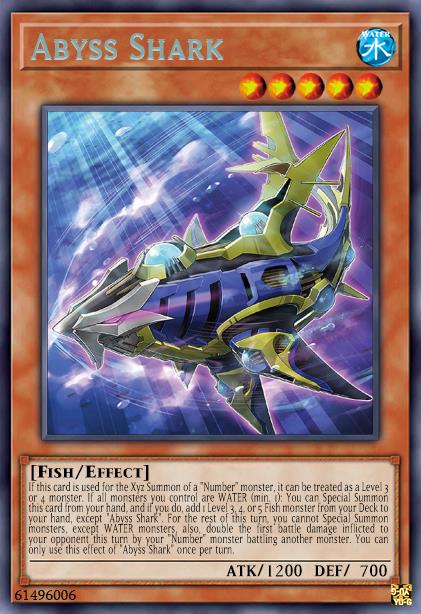 Abyss Shark
WATER
水
[Fish/Effect]
If this card is used for the Xyz Summon of a "Number" monster, it can be treated as a Level 3
or 4 monster. If all monsters you control are WATER (min. 1): You can Special Summon
this card from your hand, and if you do, add 1 Level 3, 4, or 5 Fish monster from your Deck to
your hand, except "Abyss Shark". For the rest of this turn, you cannot Special Summon
monsters, except WATER monsters, also, double the first battle damage inflicted to
your opponent this turn by your "Number" monster battling another monster. You can
only use this effect of "Abyss Shark" once per turn.
ATK/1200 DEF/ 700
61496006